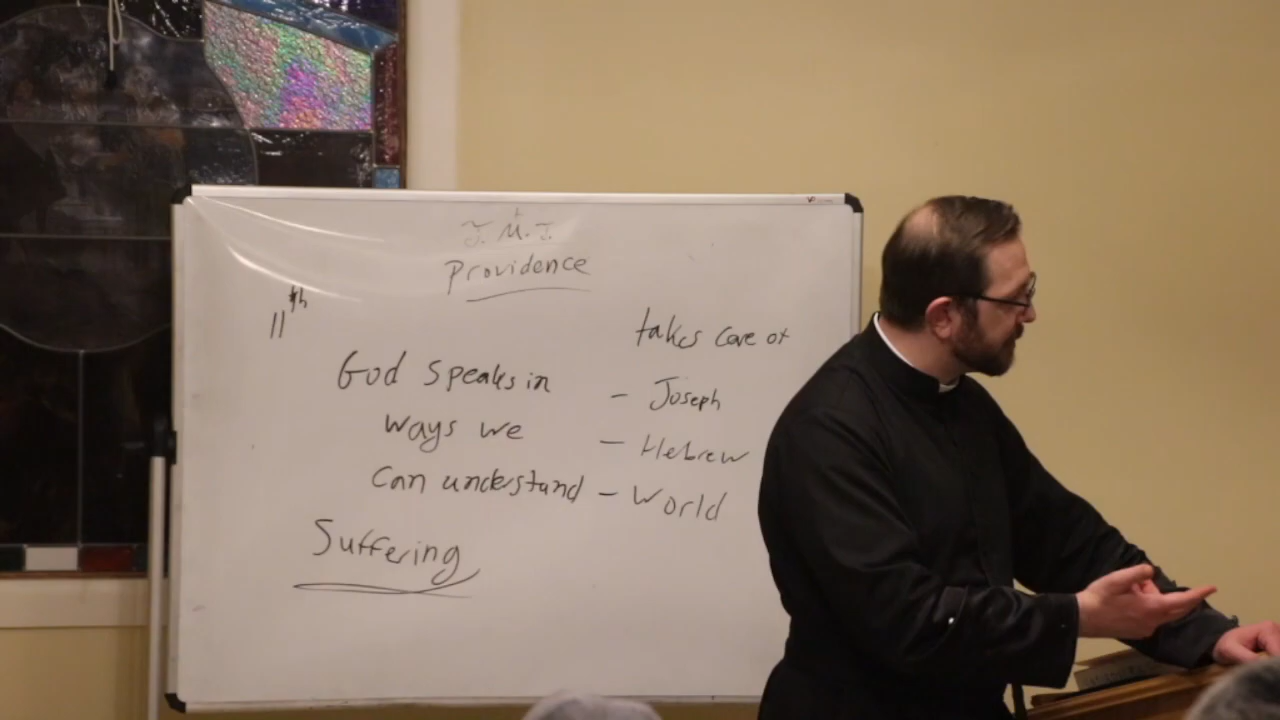 J. M. J.
Providence
11th
takes care of
God speaks in
ways we
can understand
- Joseph
- Hebrew
- World
Suffering